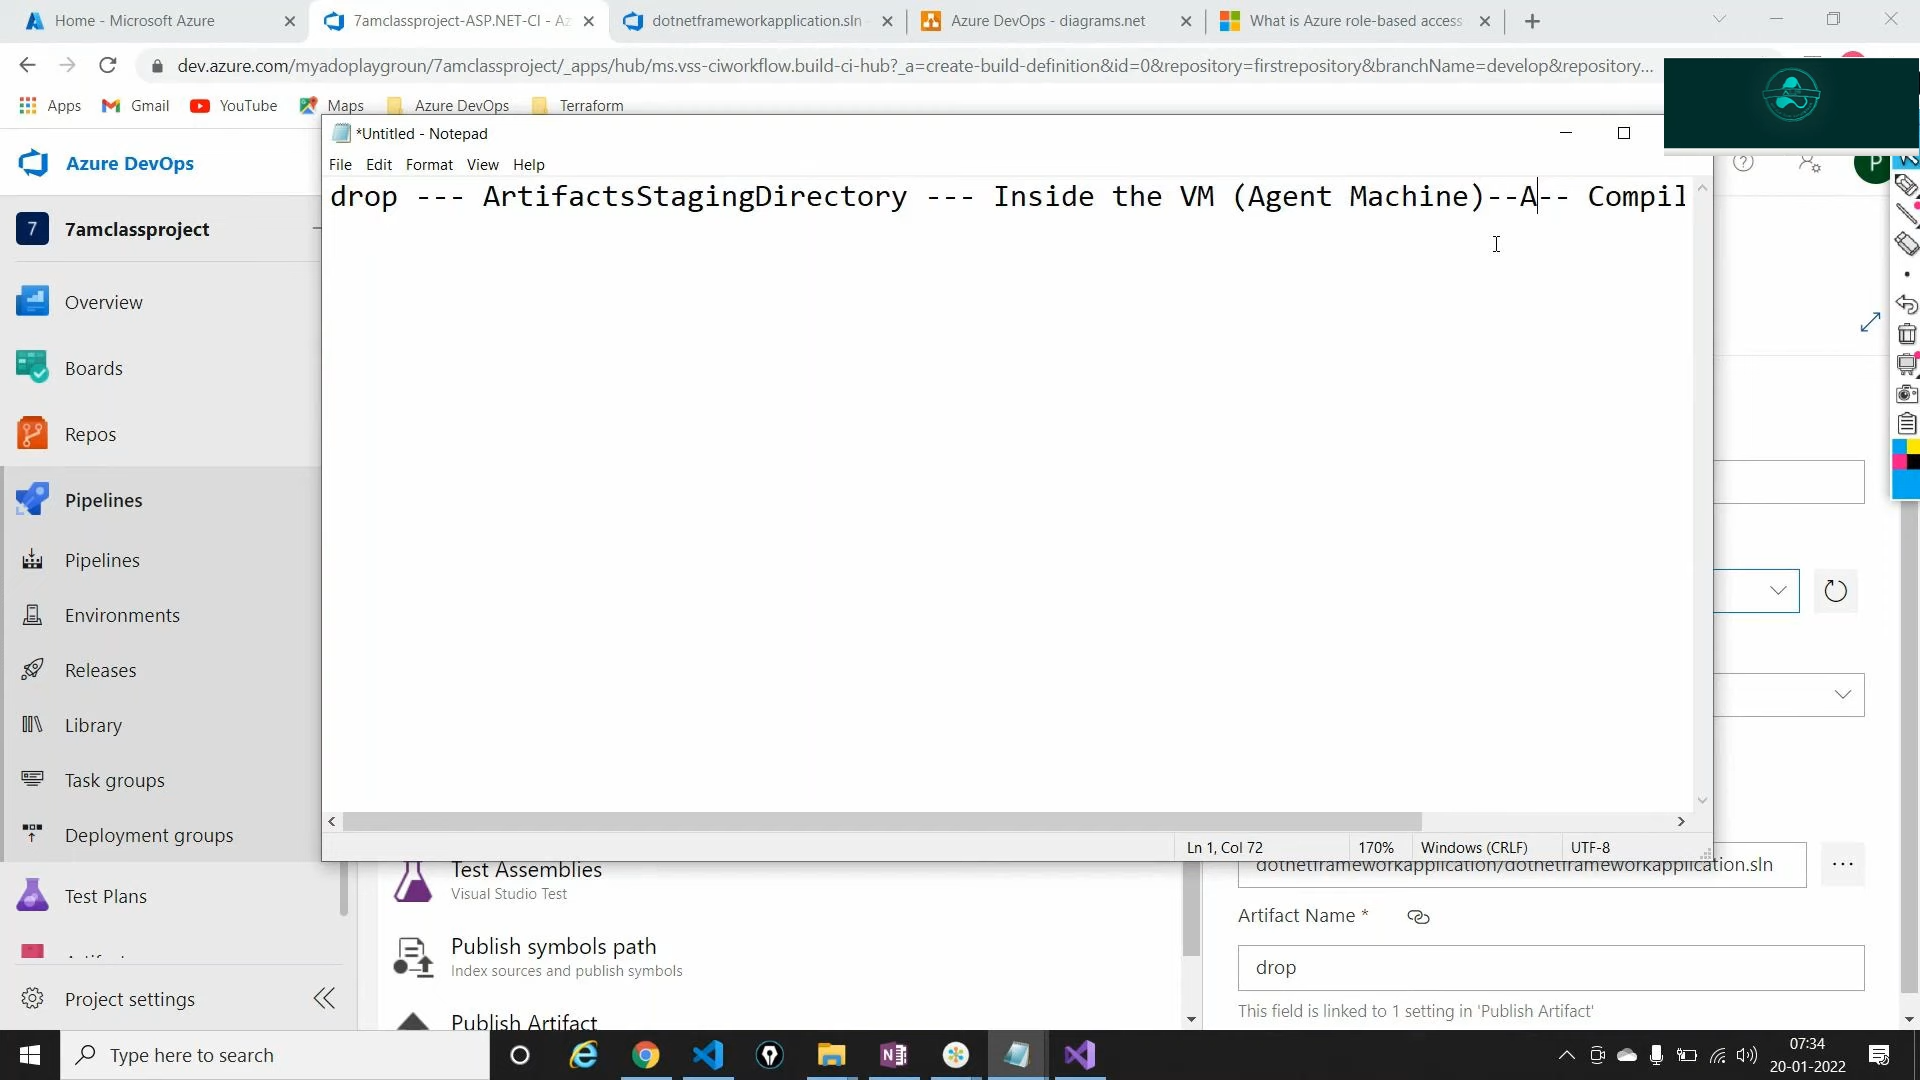 Home - Microsoft Azure
7amclassproject-ASP.NET-CI - Az
dotnetframeworkapplication.sln
Azure DevOps - diagrams.net
What is Azure role-based access
dev.azure.com/myadoplaygroun/7amclassproject/_apps/hub/ms.vss-ciworkflow.build-ci-hub?_a=create-build-definition&id=0&repository=firstrepository&branchName=develop&repository...
Apps
Gmail
YouTube
Maps
Azure DevOps
Terraform
*Untitled - Notepad
File Edit Format View Help
drop --- ArtifactsStagingDirectory --- Inside the VM (Agent Machine)--A-- Compil
Ln 1, Col 72
170%
Windows (CRLF)
UTF-8
Azure DevOps
7
7amclassproject
Overview
Boards
Repos
Pipelines
Pipelines
Environments
Releases
Library
Task groups
Deployment groups
Test Plans
Project settings
Test Assemblies
Visual Studio Test
Publish symbols path
Index sources and publish symbols
Publish Artifact
P
dotnetframeworkapplication/dotnetframeworkapplication.sln
Artifact Name *
drop
This field is linked to 1 setting in 'Publish Artifact'
Type here to search
07:34
20-01-2022